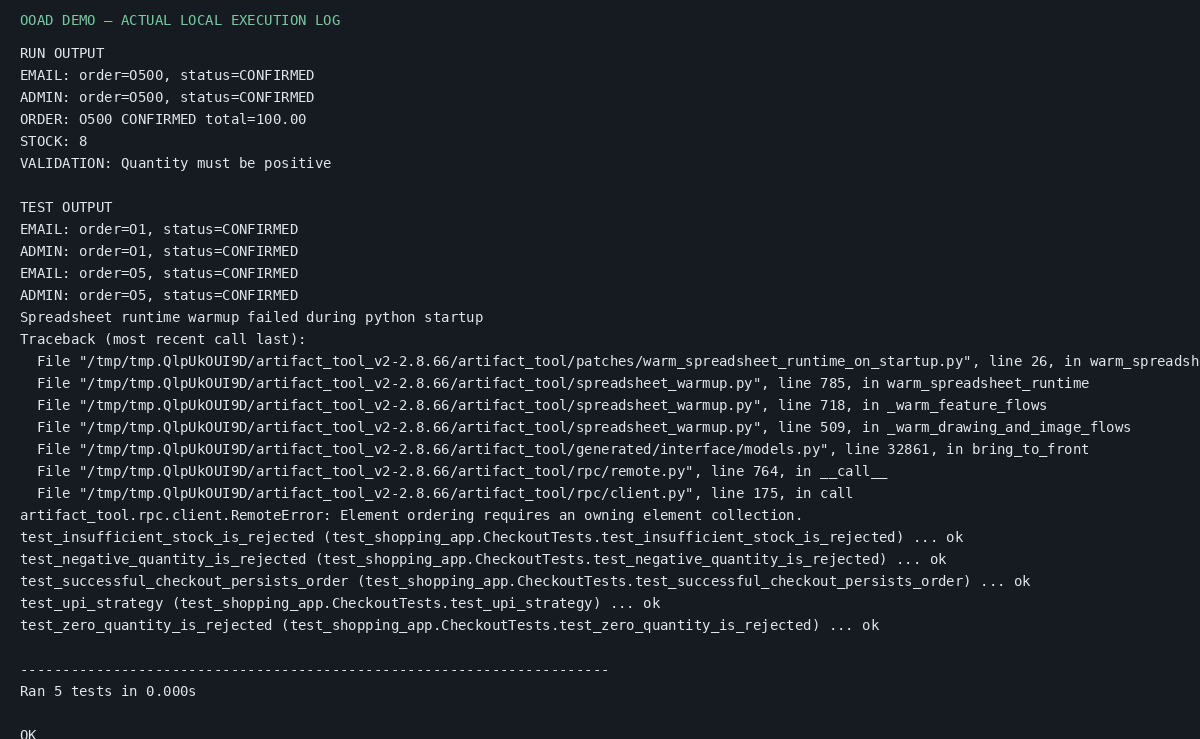 OOAD DEMO — ACTUAL LOCAL EXECUTION LOG
RUN OUTPUT
EMAIL: order=O500, status=CONFIRMED
ADMIN: order=O500, status=CONFIRMED
ORDER: O500 CONFIRMED total=100.00
STOCK: 8
VALIDATION: Quantity must be positive
TEST OUTPUT
EMAIL: order=O1, status=CONFIRMED
ADMIN: order=O1, status=CONFIRMED
EMAIL: order=O5, status=CONFIRMED
ADMIN: order=O5, status=CONFIRMED
Spreadsheet runtime warmup failed during python startup
Traceback (most recent call last):
  File "/tmp/tmp.QlpUkOUI9D/artifact_tool_v2-2.8.66/artifact_tool/patches/warm_spreadsheet_runtime_on_startup.py", line 26, in warm_spreadsh
  File "/tmp/tmp.QlpUkOUI9D/artifact_tool_v2-2.8.66/artifact_tool/spreadsheet_warmup.py", line 785, in warm_spreadsheet_runtime
  File "/tmp/tmp.QlpUkOUI9D/artifact_tool_v2-2.8.66/artifact_tool/spreadsheet_warmup.py", line 718, in _warm_feature_flows
  File "/tmp/tmp.QlpUkOUI9D/artifact_tool_v2-2.8.66/artifact_tool/spreadsheet_warmup.py", line 509, in _warm_drawing_and_image_flows
  File "/tmp/tmp.QlpUkOUI9D/artifact_tool_v2-2.8.66/artifact_tool/generated/interface/models.py", line 32861, in bring_to_front
  File "/tmp/tmp.QlpUkOUI9D/artifact_tool_v2-2.8.66/artifact_tool/rpc/remote.py", line 764, in __call__
  File "/tmp/tmp.QlpUkOUI9D/artifact_tool_v2-2.8.66/artifact_tool/rpc/client.py", line 175, in call
artifact_tool.rpc.client.RemoteError: Element ordering requires an owning element collection.
test_insufficient_stock_is_rejected (test_shopping_app.CheckoutTests.test_insufficient_stock_is_rejected) ... ok
test_negative_quantity_is_rejected (test_shopping_app.CheckoutTests.test_negative_quantity_is_rejected) ... ok
test_successful_checkout_persists_order (test_shopping_app.CheckoutTests.test_successful_checkout_persists_order) ... ok
test_upi_strategy (test_shopping_app.CheckoutTests.test_upi_strategy) ... ok
test_zero_quantity_is_rejected (test_shopping_app.CheckoutTests.test_zero_quantity_is_rejected) ... ok
----------------------------------------------------------------------
Ran 5 tests in 0.000s
OK